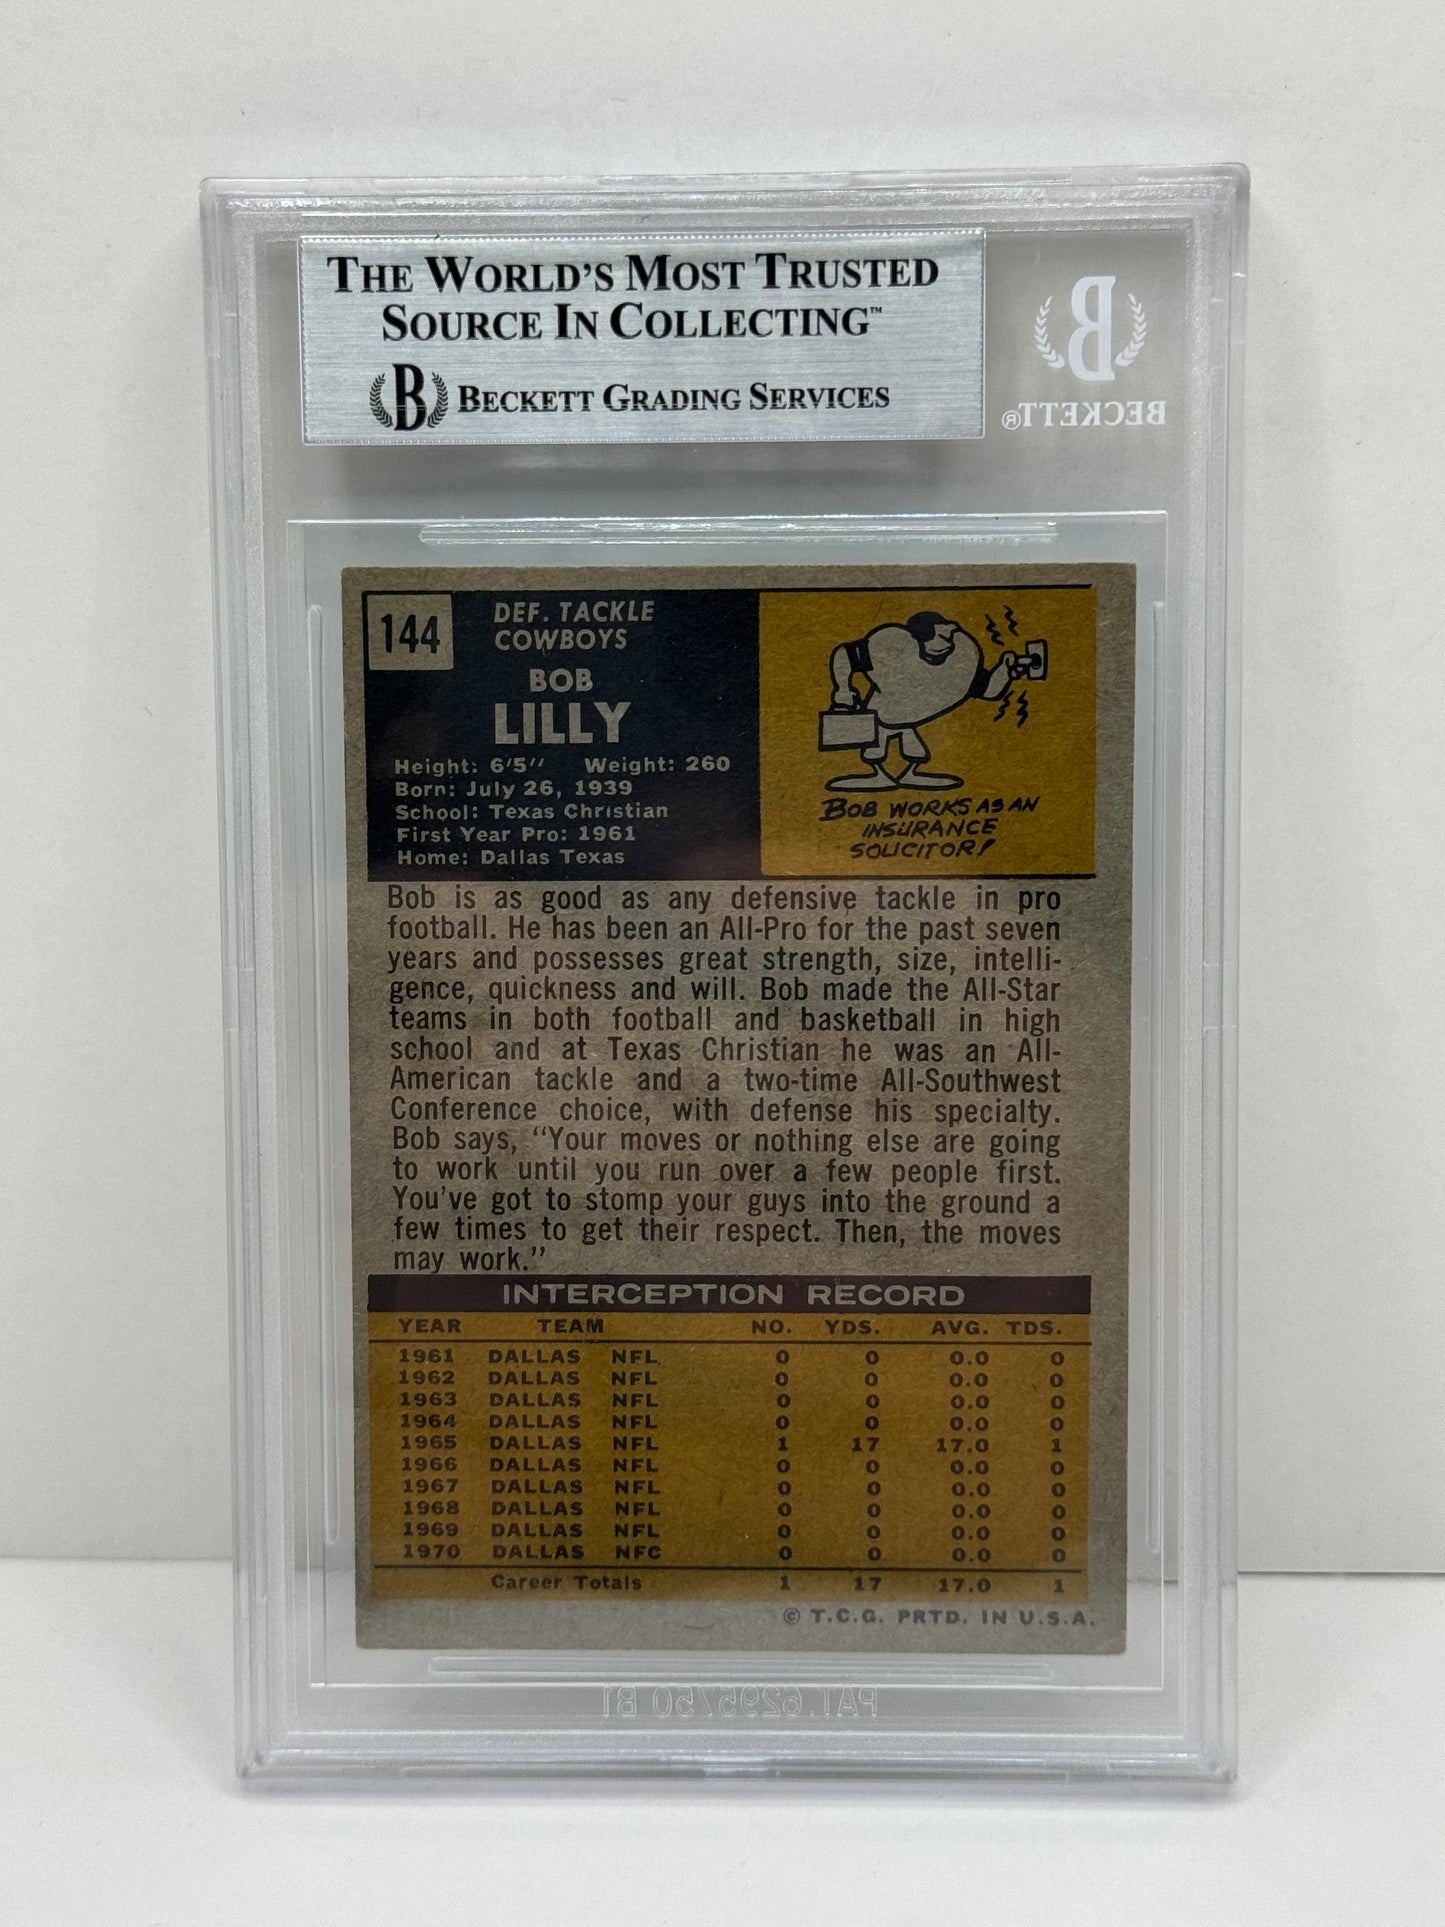 THE WORLD'S MOST TRUSTED
SOURCE IN COLLECTING™
B BECKETT GRADING SERVICES
B
BECKETT®
144
DEF. TACKLE
COWBOYS
BOB
LILLY
Height: 6'5'' Weight: 260
Born: July 26, 1939
School: Texas Christian
First Year Pro: 1961
Home: Dallas Texas
BOB WORKS AS AN
INSURANCE
SOLICITOR!
Bob is as good as any defensive tackle in pro
football. He has been an All-Pro for the past seven
years and possesses great strength, size, intelli-
gence, quickness and will. Bob made the All-Star
teams in both football and basketball in high
school and at Texas Christian he was an All-
American tackle and a two-time All-Southwest
Conference choice, with defense his specialty.
Bob says, "Your moves or nothing else are going
to work until you run over a few people first.
You've got to stomp your guys into the ground a
few times to get their respect. Then, the moves
may work."
INTERCEPTION RECORD
YEAR TEAM NO. YDS. AVG. TDS.
1961 DALLAS NFL 0 0 0.0 0
1962 DALLAS NFL 0 0 0.0 0
1963 DALLAS NFL 0 0 0.0 0
1964 DALLAS NFL 0 0 0.0 0
1965 DALLAS NFL 1 17 17.0 1
1966 DALLAS NFL 0 0 0.0 0
1967 DALLAS NFL 0 0 0.0 0
1968 DALLAS NFL 0 0 0.0 0
1969 DALLAS NFL 0 0 0.0 0
1970 DALLAS NFC 0 0 0.0 0
Career Totals 1 17 17.0 1
© T.C.G. PRTD. IN U.S.A.
PAT. 6295750 B1